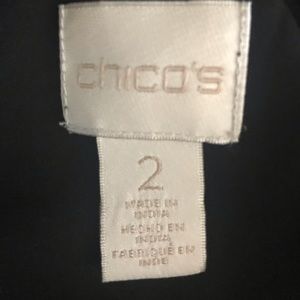 chico's
2
MADE IN
INDIA
HECHO EN
INDIA
FABRIQUÉ EN
INDE